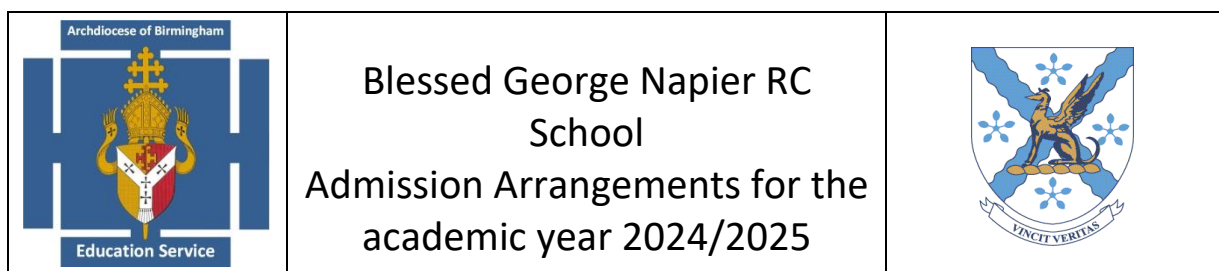 Archdiocese of Birmingham
Education Service
Blessed George Napier RC
School
Admission Arrangements for the
academic year 2024/2025
VINCIT VERITAS